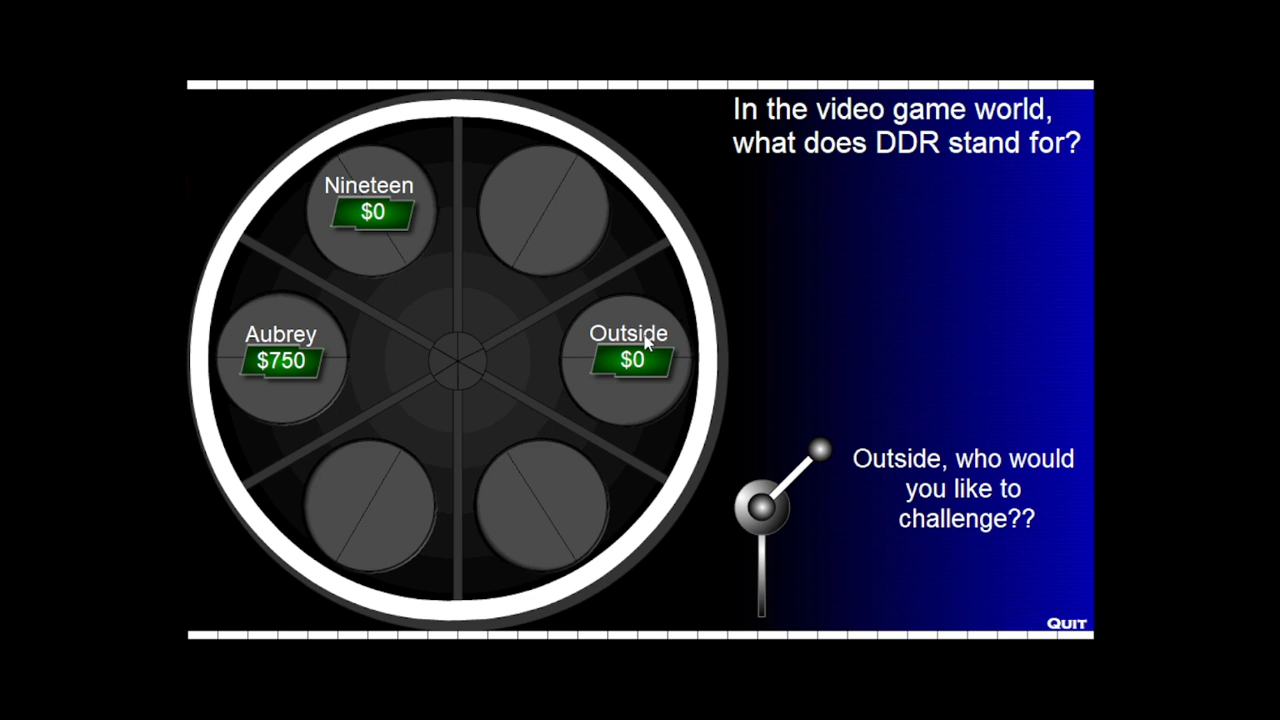 In the video game world,
what does DDR stand for?
Nineteen
$0
Aubrey
$750
Outside
$0
Outside, who would
you like to
challenge??
QUIT